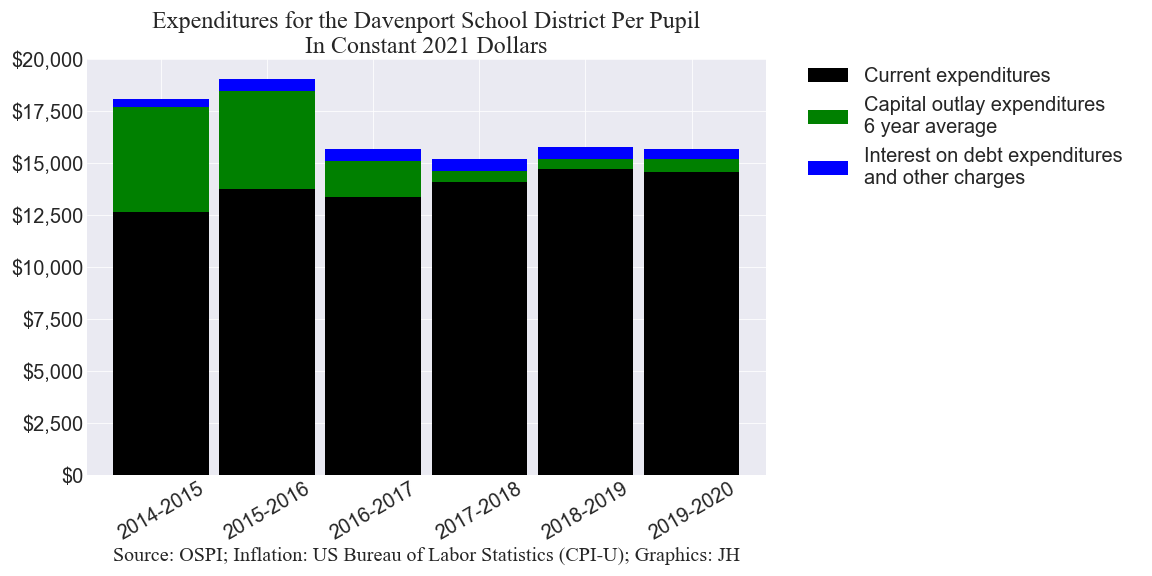 Expenditures for the Davenport School District Per Pupil
In Constant 2021 Dollars
$20,000
$17,500
$15,000
$12,500
$10,000
$7,500
$5,000
$2,500
$0
2014-2015
2015-2016
2016-2017
2017-2018
2018-2019
2019-2020
Current expenditures
Capital outlay expenditures
6 year average
Interest on debt expenditures
and other charges
Source: OSPI; Inflation: US Bureau of Labor Statistics (CPI-U); Graphics: JH